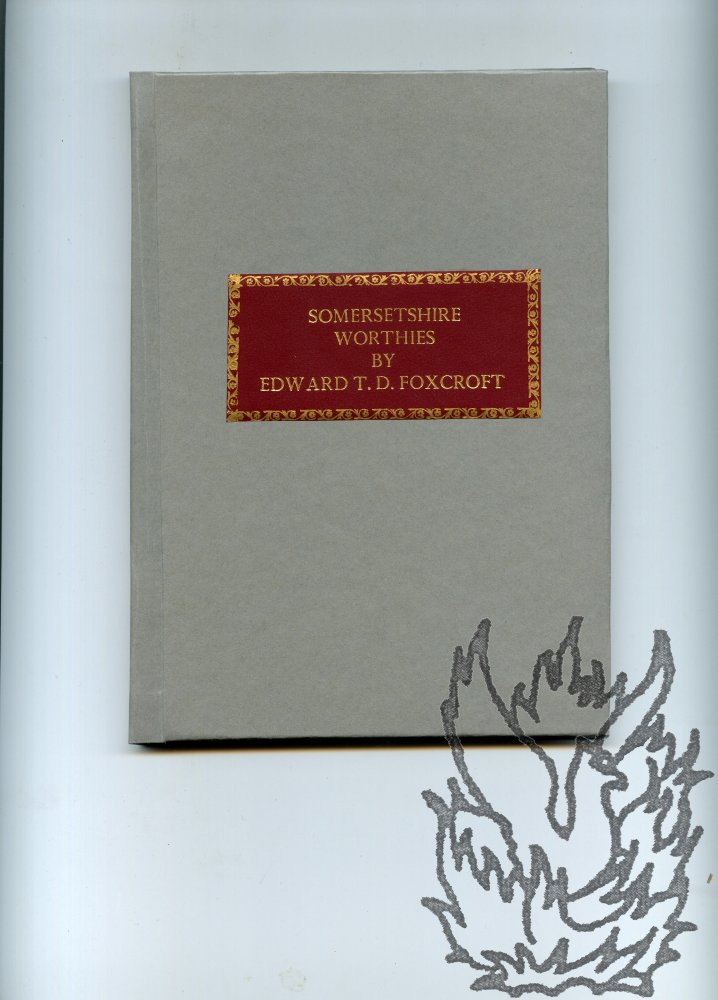 SOMERSETSHIRE
WORTHIES
BY
EDWARD T. D. FOXCROFT